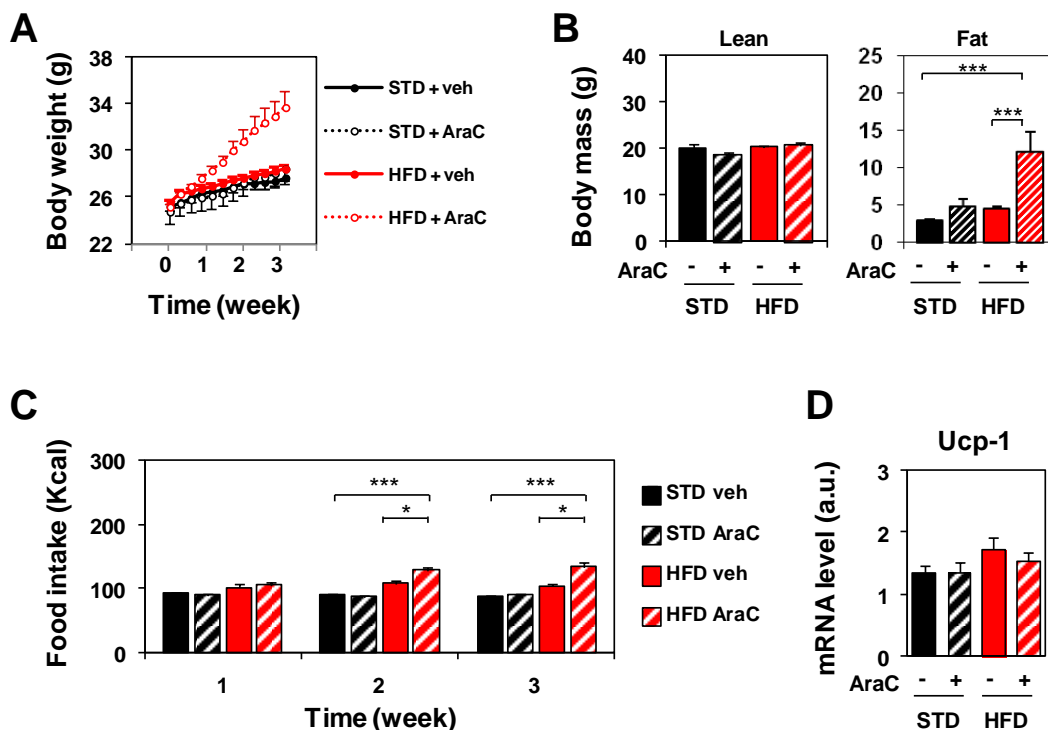 A
Body weight (g)
38
34
30
26
22
0 1 2 3
Time (week)
STD + veh
STD + AraC
HFD + veh
HFD + AraC
B
Body mass (g)
Lean
40
30
20
10
0
AraC - + - +
STD HFD
Fat
25
20
15
10
5
0
***
***
AraC - + - +
STD HFD
C
Food intake (Kcal)
300
200
100
0
***
*
***
*
1 2 3
Time (week)
STD veh
STD AraC
HFD veh
HFD AraC
D
Ucp-1
mRNA level (a.u.)
3
2
1
0
AraC - + - +
STD HFD